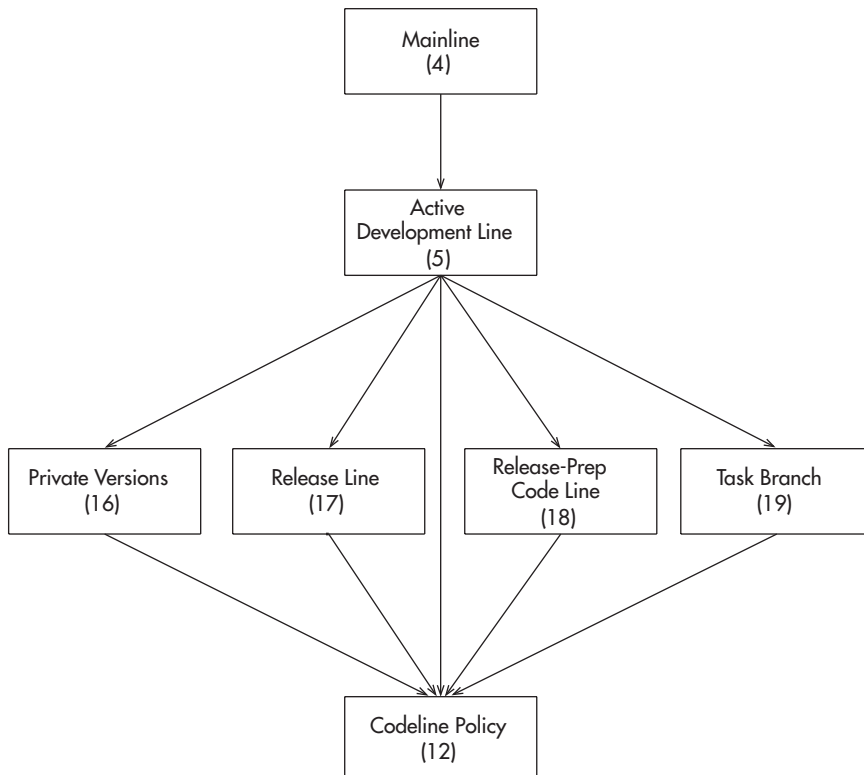 Mainline
(4)
Active
Development Line
(5)
Private Versions
(16)
Release Line
(17)
Release-Prep
Code Line
(18)
Task Branch
(19)
Codeline Policy
(12)